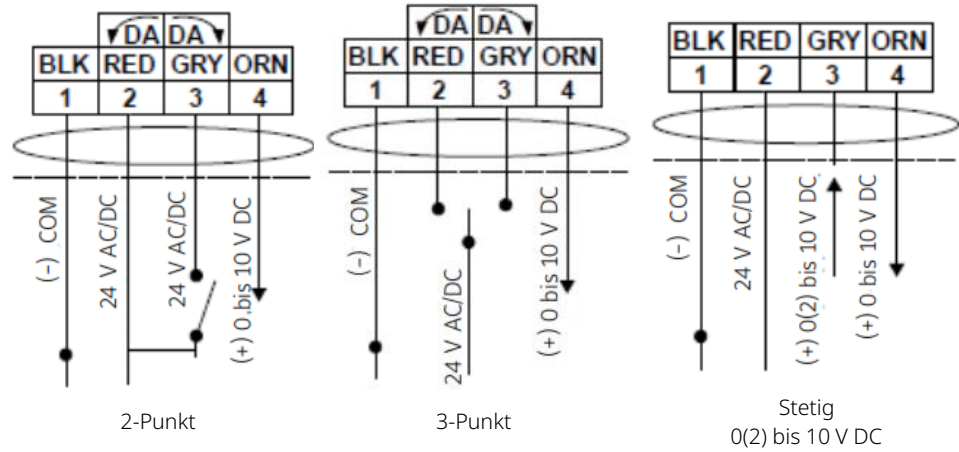 DA DA
BLK RED GRY ORN
1 2 3 4
(–) COM
24 V AC/DC
24 V AC/DC
(+) 0 bis 10 V DC
2-Punkt
DA DA
BLK RED GRY ORN
1 2 3 4
(–) COM
24 V AC/DC
(+) 0 bis 10 V DC
3-Punkt
BLK RED GRY ORN
1 2 3 4
(–) COM
24 V AC/DC
(+) 0(2) bis 10 V DC
(+) 0 bis 10 V DC
Stetig
0(2) bis 10 V DC